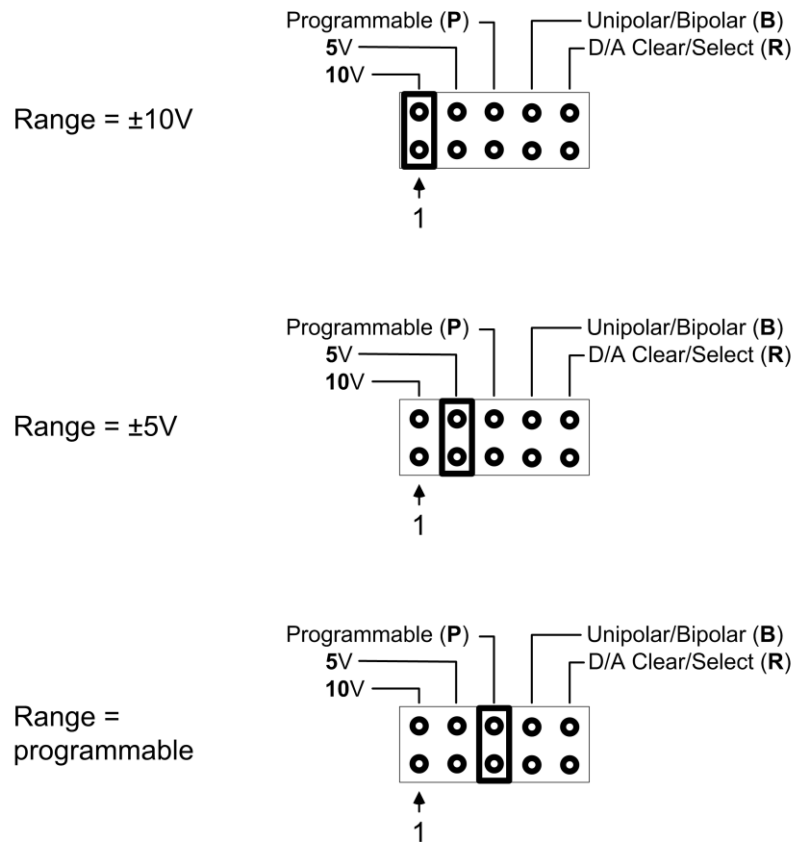 Programmable (P)
Unipolar/Bipolar (B)
5V
D/A Clear/Select (R)
10V
Range = ±10V
1
Programmable (P)
Unipolar/Bipolar (B)
5V
D/A Clear/Select (R)
10V
Range = ±5V
1
Programmable (P)
Unipolar/Bipolar (B)
5V
D/A Clear/Select (R)
10V
Range =
programmable
1